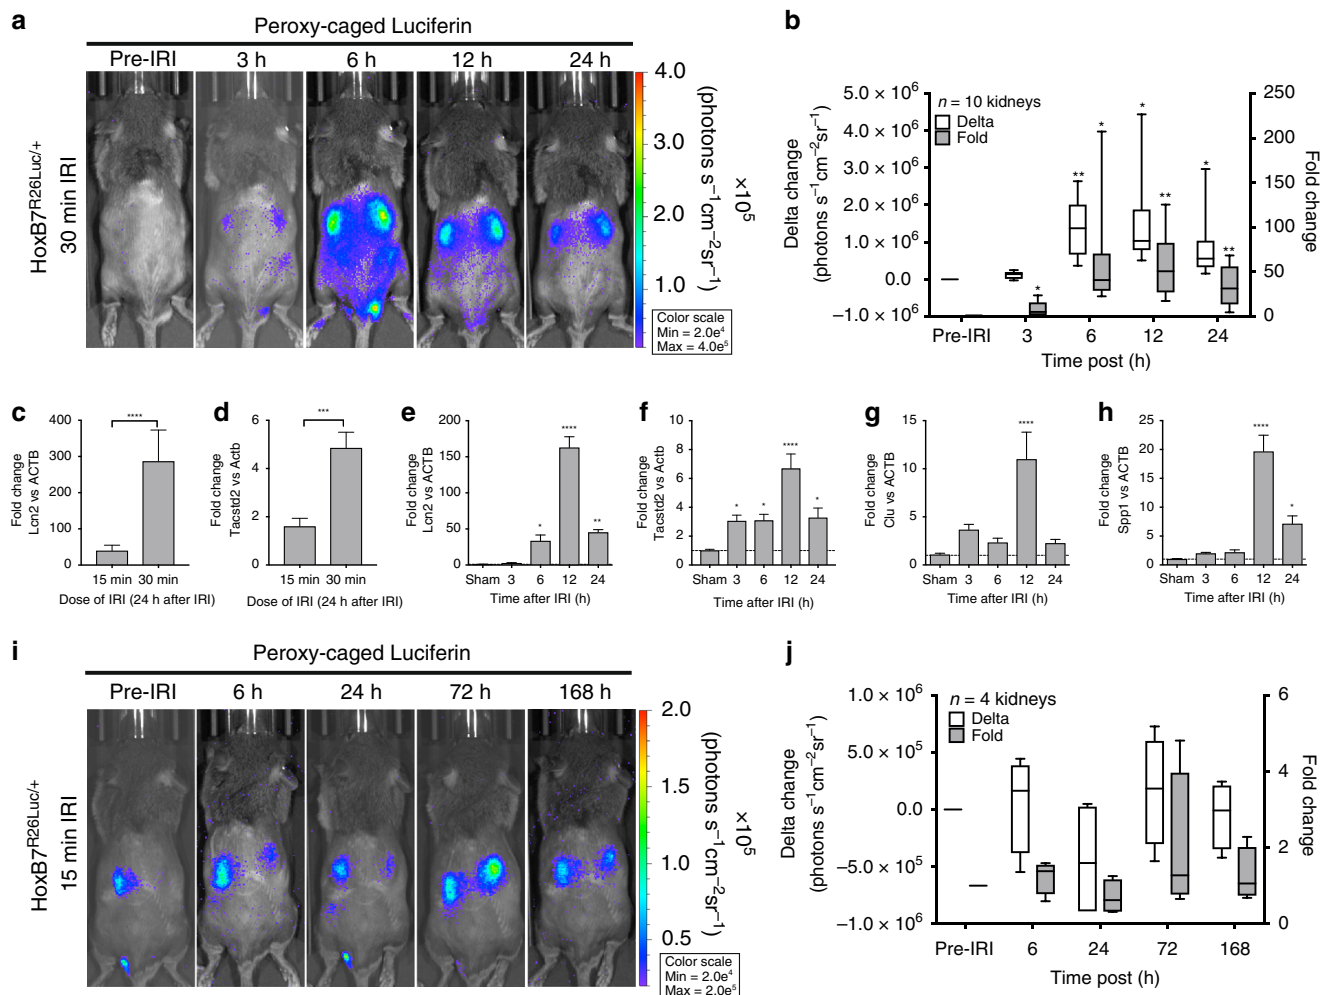 a
Peroxy-caged Luciferin
Pre-IRI 3 h 6 h 12 h 24 h
HoxB7R26Luc/+
30 min IRI
4.0
3.0
2.0
1.0
(photons s−1cm−2sr−1)
×10⁵
Color scale
Min = 2.0e⁴
Max = 4.0e⁵
b
n = 10 kidneys
Delta
Fold
Delta change
(photons s−1cm−2sr−1)
5.0 × 10⁶
4.0 × 10⁶
3.0 × 10⁶
2.0 × 10⁶
1.0 × 10⁶
0.0
−1.0 × 10⁶
250
200
150
100
50
0
Fold change
* ** * * ** * **
Pre-IRI 3 6 12 24
Time post (h)
c
Fold change
Lcn2 vs ACTB
400
300
200
100
0
****
15 min 30 min
Dose of IRI (24 h after IRI)
d
Fold change
Tacstd2 vs Actb
6
4
2
0
***
15 min 30 min
Dose of IRI (24 h after IRI)
e
Fold change
Lcn2 vs ACTB
200
150
100
50
0
* **** **
Sham 3 6 12 24
Time after IRI (h)
f
Fold change
Tacstd2 vs Actb
10
8
6
4
2
0
* * **** *
Sham 3 6 12 24
Time after IRI (h)
g
Fold change
Clu vs ACTB
15
10
5
0
****
Sham 3 6 12 24
Time after IRI (h)
h
Fold change
Spp1 vs ACTB
25
20
15
10
5
0
**** *
Sham 3 6 12 24
Time after IRI (h)
i
Peroxy-caged Luciferin
Pre-IRI 6 h 24 h 72 h 168 h
HoxB7R26Luc/+
15 min IRI
2.0
1.5
1.0
0.5
(photons s−1cm−2sr−1)
×10⁵
Color scale
Min = 2.0e⁴
Max = 2.0e⁵
j
n = 4 kidneys
Delta
Fold
Delta change
(photons s−1cm−2sr−1)
1.0 × 10⁶
5.0 × 10⁵
0.0
−5.0 × 10⁵
−1.0 × 10⁶
6
4
2
0
Fold change
Pre-IRI 6 24 72 168
Time post (h)